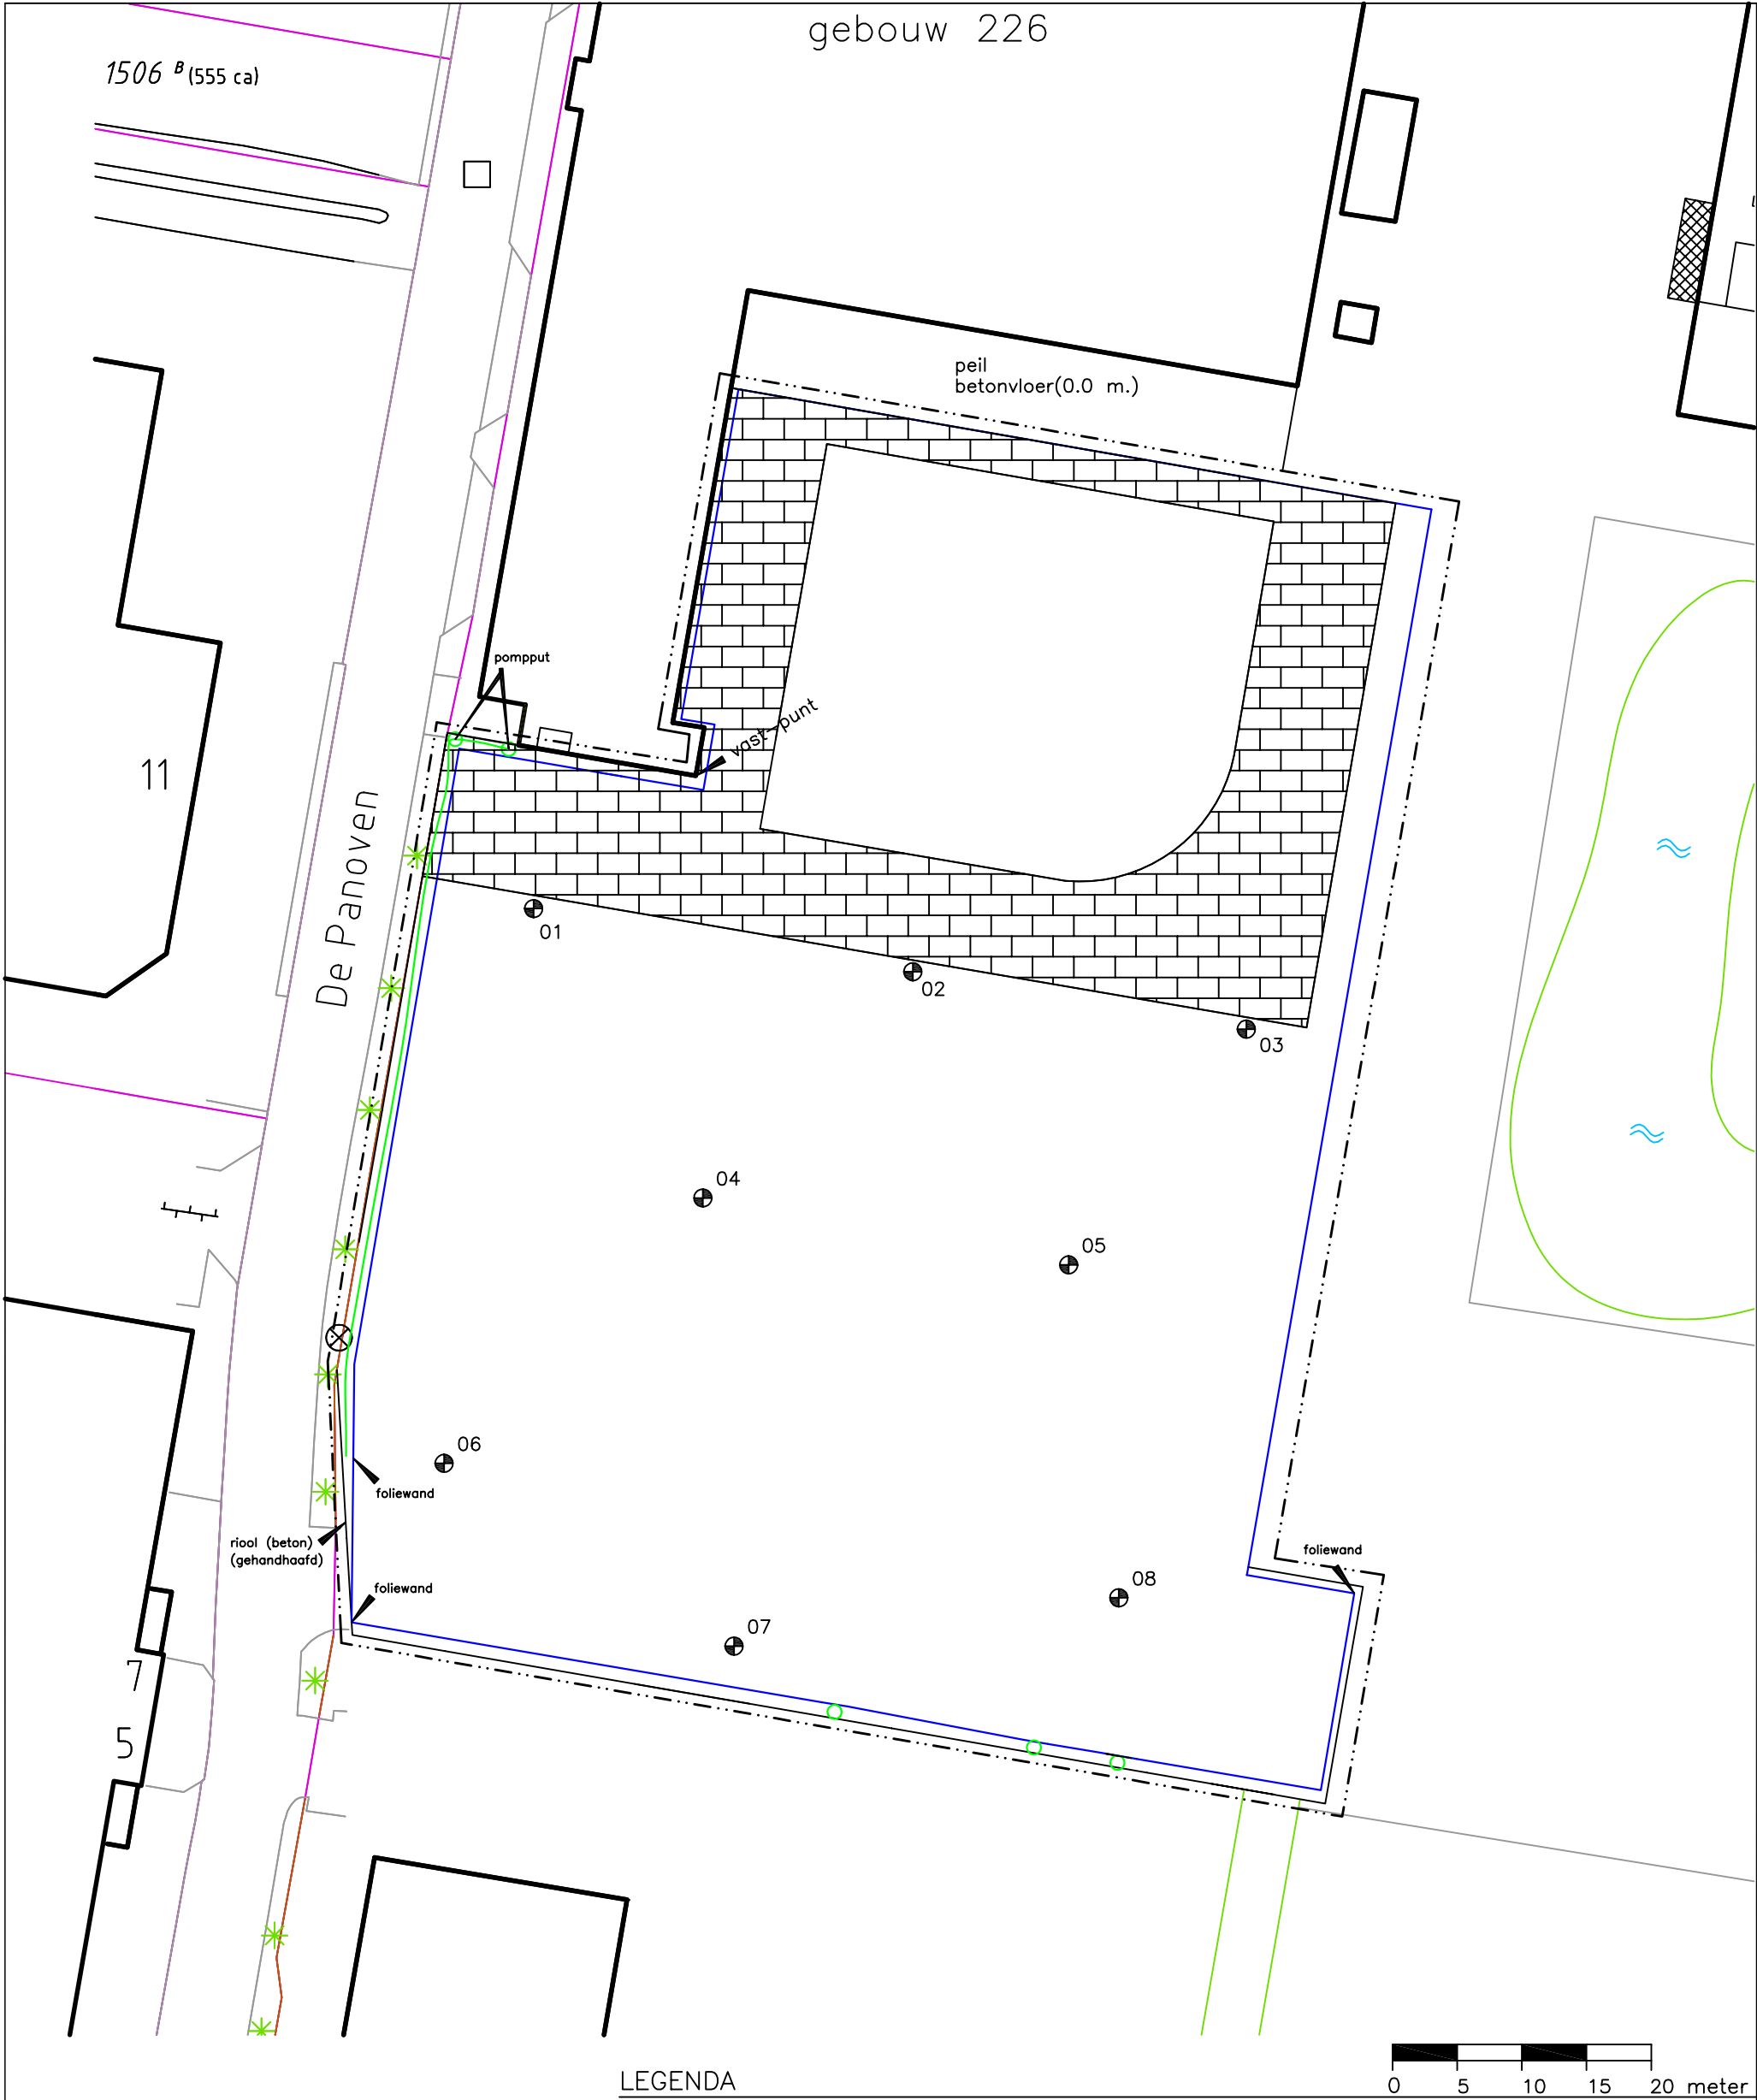 gebouw 226
1506 B (555 ca)
peil
betonvloer(0.0 m.)
pompput
vast-punt
11
De Panoven
01
02
03
04
05
06
foliewand
riool (beton)
(gehandhaafd)
foliewand
foliewand
08
07
7
5
LEGENDA
0 5 10 15 20 meter